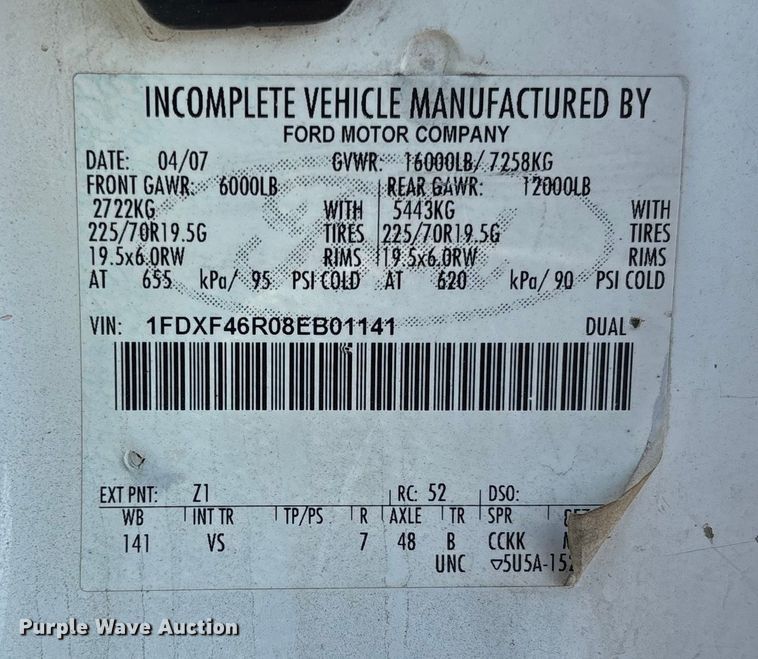 INCOMPLETE VEHICLE MANUFACTURED BY
FORD MOTOR COMPANY
DATE: 04/07 GVWR: 16000LB/ 7258KG
FRONT GAWR: 6000LB REAR GAWR: 12000LB
2722KG WITH 5443KG WITH
225/70R19.5G TIRES 225/70R19.5G TIRES
19.5x6.0RW RIMS 19.5x6.0RW RIMS
AT 655 kPa/ 95 PSI COLD AT 620 kPa/ 90 PSI COLD
VIN: 1FDXF46R08EB01141 DUAL
EXT PNT: Z1 RC: 52 DSO:
WB INT TR TP/PS R AXLE TR SPR
141 VS 7 48 B CCKK
UNC ▽5U5A-152
Purple Wave Auction